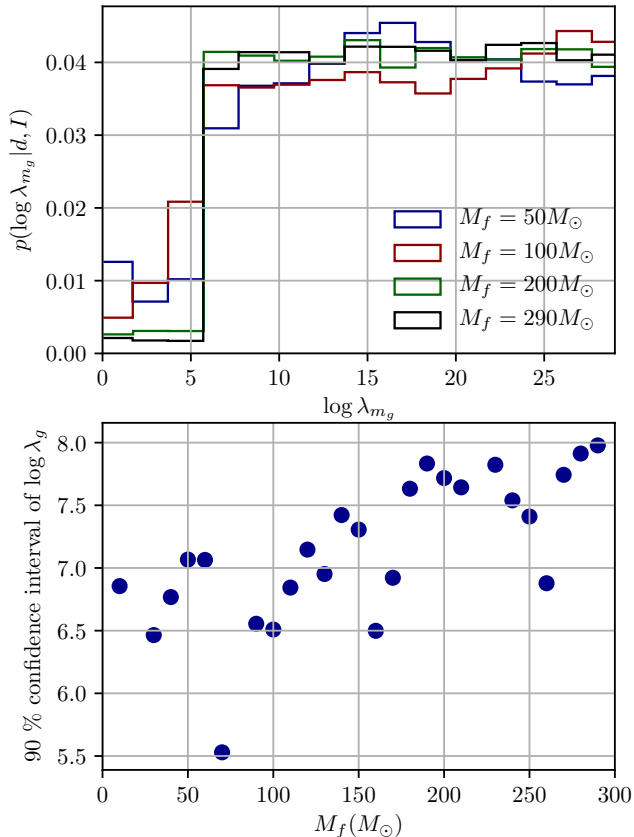 p(log λ_{m_g}|d, I)
0.04
0.03
0.02
0.01
0.00
M_f = 50M_⊙
M_f = 100M_⊙
M_f = 200M_⊙
M_f = 290M_⊙
0 5 10 15 20 25
log λ_{m_g}
90 % confidence interval of log λ_g
8.0
7.5
7.0
6.5
6.0
5.5
0 50 100 150 200 250 300
M_f(M_⊙)